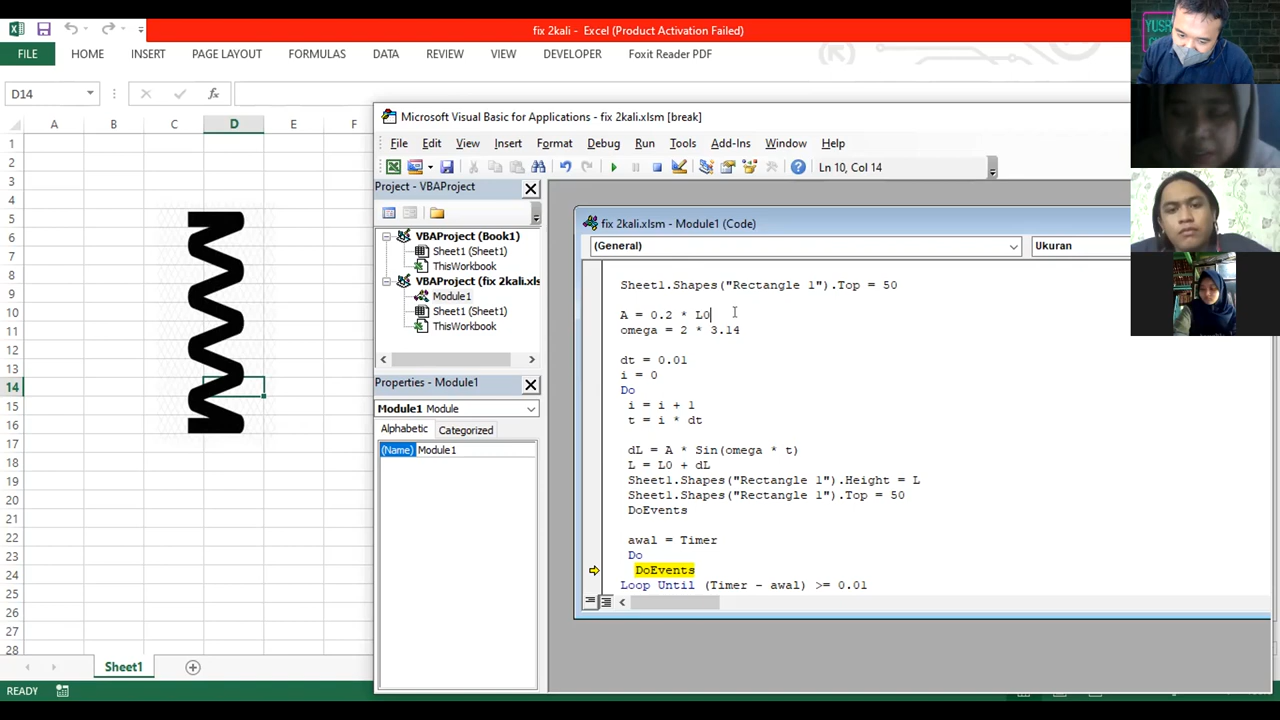 fix 2kali - Excel (Product Activation Failed)
FILE HOME INSERT PAGE LAYOUT FORMULAS DATA REVIEW VIEW DEVELOPER Foxit Reader PDF
D14
A B C D E F
1
2
3
4
5
6
7
8
9
10
11
12
13
14
15
16
17
18
19
20
21
22
23
24
25
26
27
28
Sheet1
READY
Microsoft Visual Basic for Applications - fix 2kali.xlsm [break]
File Edit View Insert Format Debug Run Tools Add-Ins Window Help
Ln 10, Col 14
Project - VBAProject
VBAProject (Book1)
Sheet1 (Sheet1)
ThisWorkbook
VBAProject (fix 2kali.xls
Module1
Sheet1 (Sheet1)
ThisWorkbook
Properties - Module1
Module1 Module
Alphabetic Categorized
(Name) Module1
fix 2kali.xlsm - Module1 (Code)
(General) Ukuran
Sheet1.Shapes("Rectangle 1").Top = 50
A = 0.2 * L0
omega = 2 * 3.14
dt = 0.01
i = 0
Do
i = i + 1
t = i * dt
dL = A * Sin(omega * t)
L = L0 + dL
Sheet1.Shapes("Rectangle 1").Height = L
Sheet1.Shapes("Rectangle 1").Top = 50
DoEvents
awal = Timer
Do
DoEvents
Loop Until (Timer - awal) >= 0.01